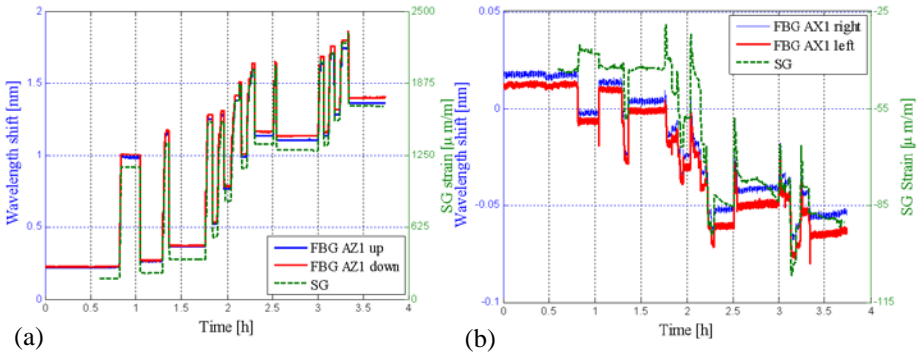 2
1.5
1
0.5
0
Wavelength shift [nm]
2500
1875
1250
625
0
SG strain [μ m/m]
FBG AZ1 up
FBG AZ1 down
SG
0 0.5 1 1.5 2 2.5 3 3.5 4
Time [h]
(a)
0.05
0
-0.05
-0.1
Wavelength shift [nm]
-25
-55
-85
-115
SG Strain [μ m/m]
FBG AX1 right
FBG AX1 left
SG
0 0.5 1 1.5 2 2.5 3 3.5 4
Time [h]
(b)